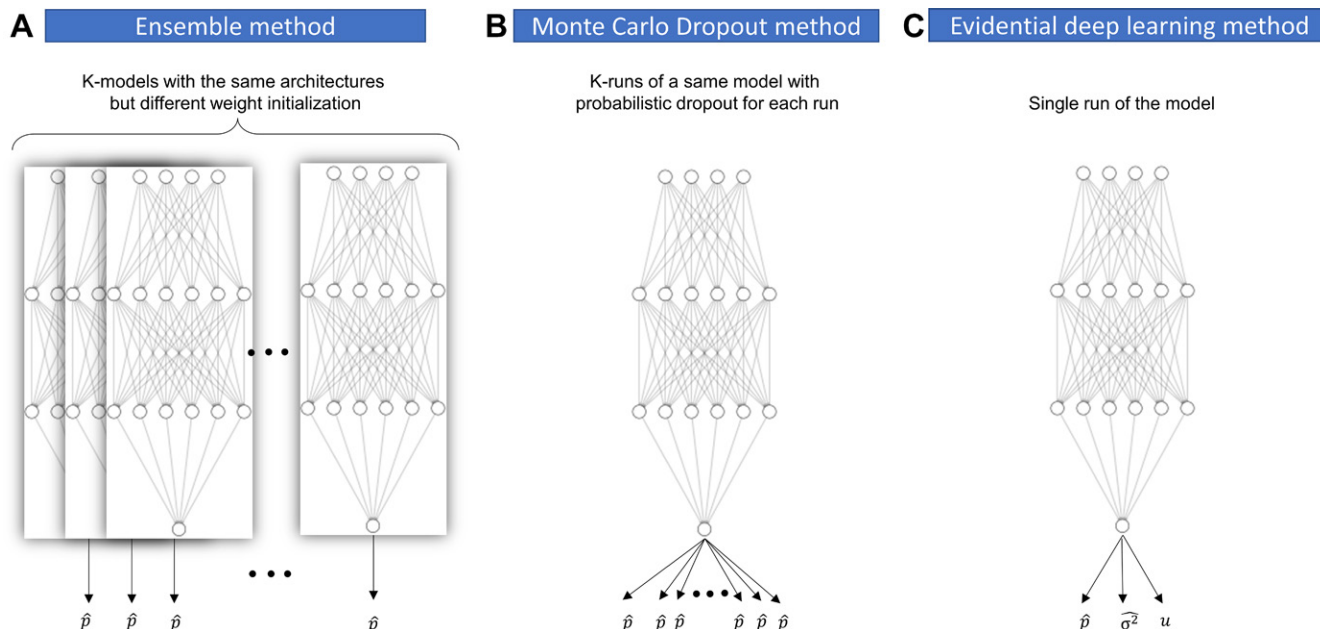 A Ensemble method
K-models with the same architectures
but different weight initialization
• • •
• • •
p̂ p̂ p̂ p̂
B Monte Carlo Dropout method
K-runs of a same model with
probabilistic dropout for each run
• • •
p̂ p̂ p̂ p̂ p̂ p̂
C Evidential deep learning method
Single run of the model
p̂ σ̂² u